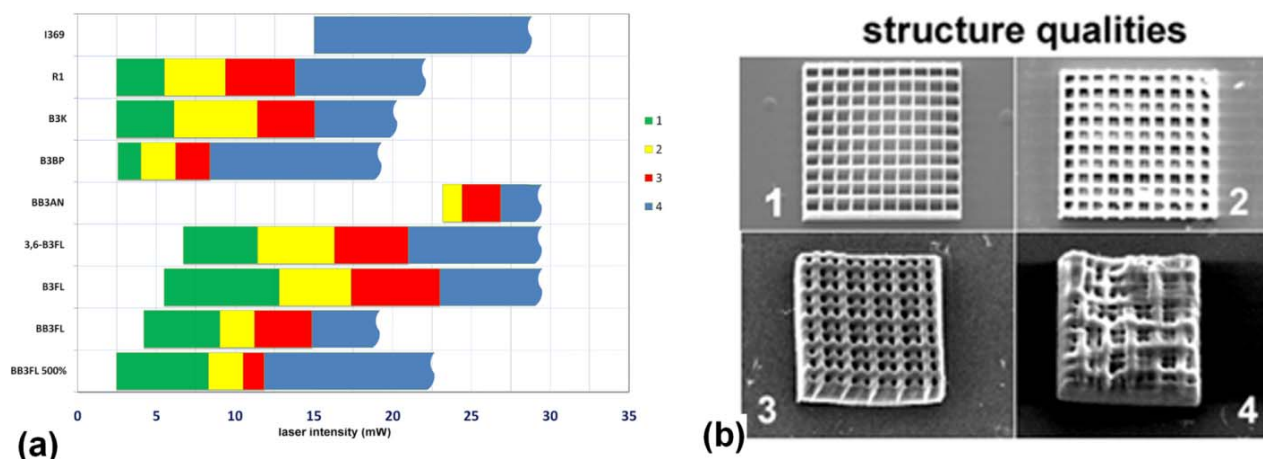 I369
R1
B3K
B3BP
BB3AN
3,6-B3FL
B3FL
BB3FL
BB3FL 500%
0 5 10 15 20 25 30 35
laser intensity (mW)
1
2
3
4
(a)
structure qualities
1 2
3 4
(b)